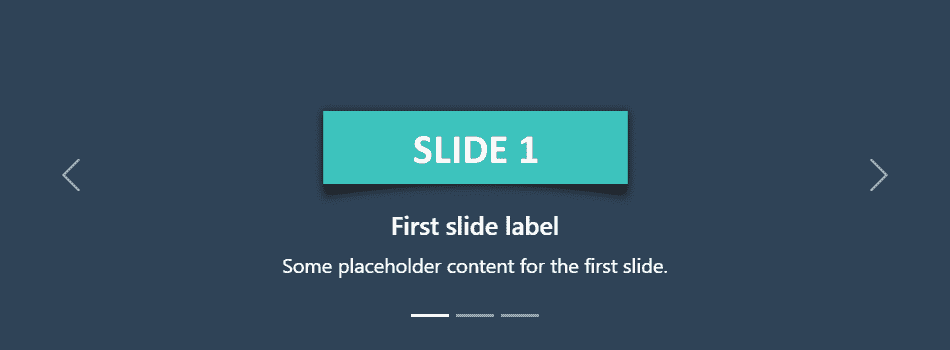 SLIDE 1
First slide label
Some placeholder content for the first slide.